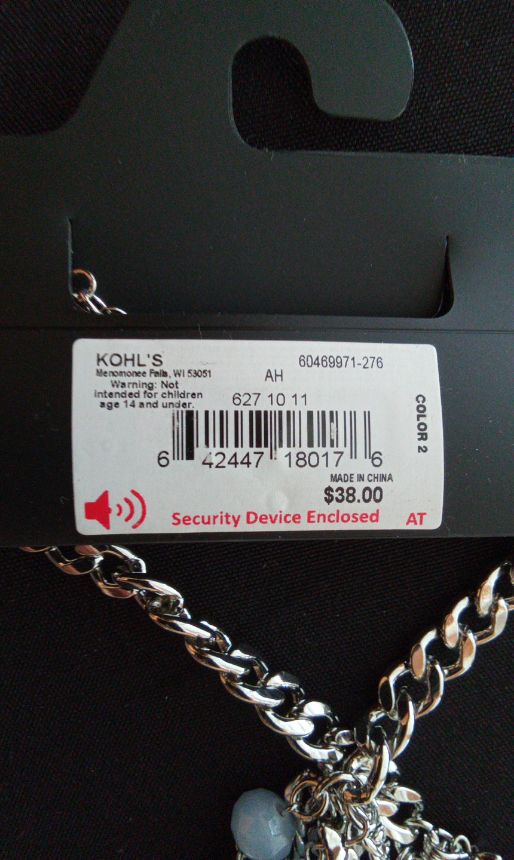 KOHL'S
Menomonee Falls, WI 53051
Warning: Not
intended for children
age 14 and under.
60469971-276
AH
627 10 11
6 42447 18017 6
COLOR 2
MADE IN CHINA
$38.00
Security Device Enclosed
AT